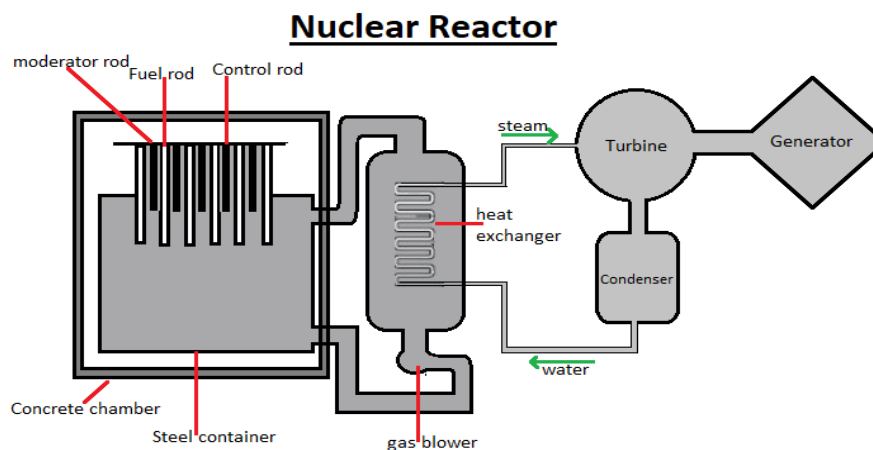 Nuclear Reactor
moderator rod
Fuel rod
Control rod
steam
Turbine
Generator
heat
exchanger
Condenser
water
Concrete chamber
Steel container
gas blower